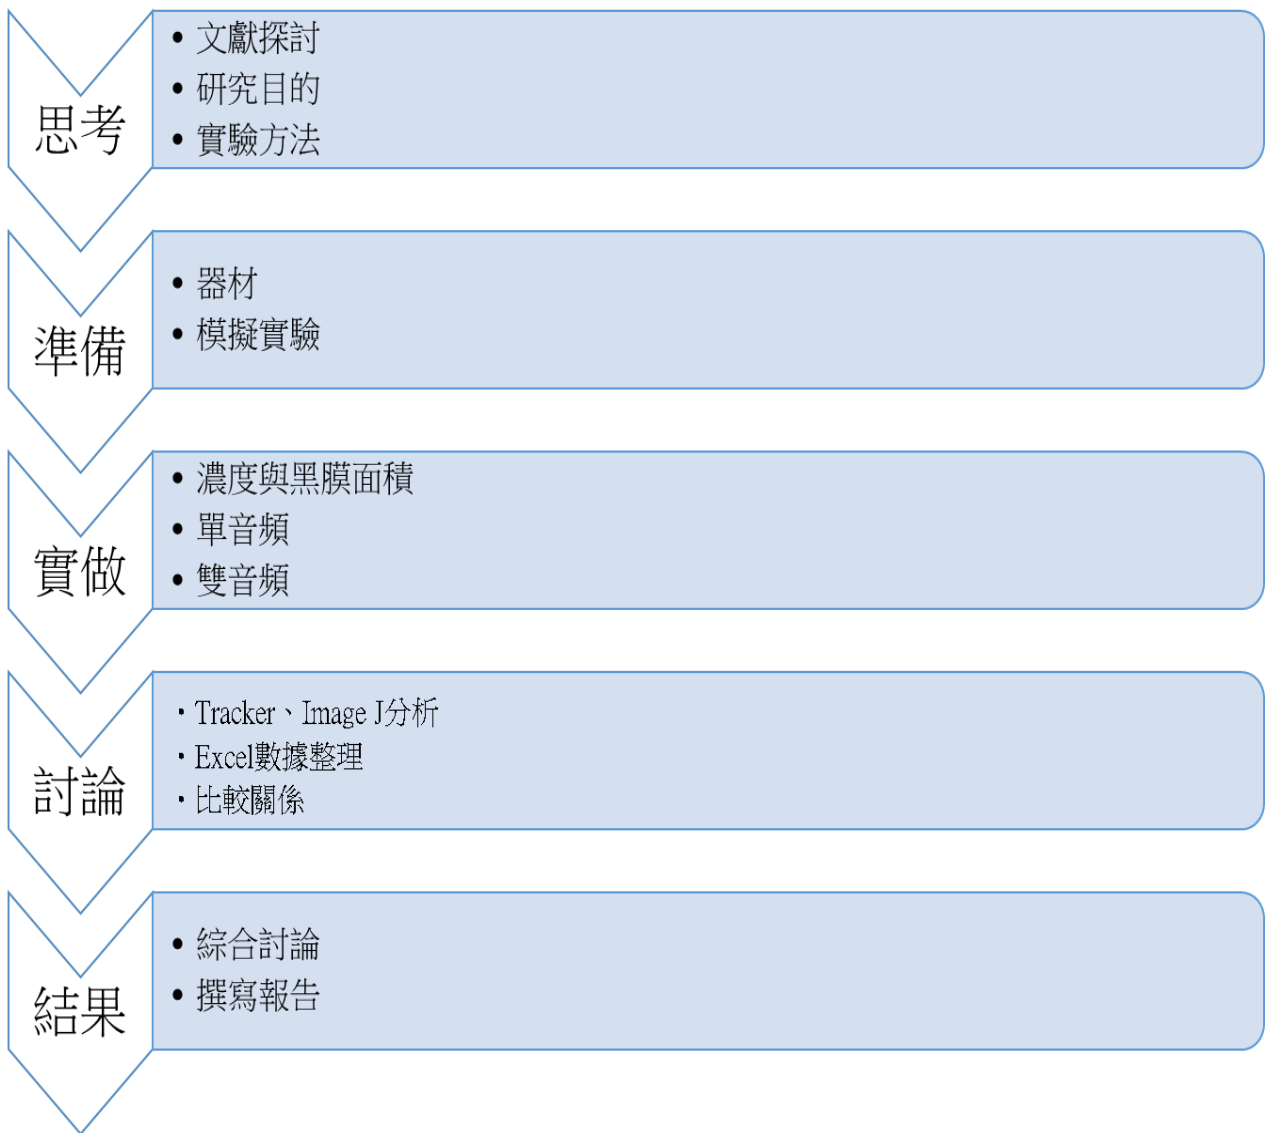 思考
• 文獻探討
• 研究目的
• 實驗方法
準備
• 器材
• 模擬實驗
實做
• 濃度與黑膜面積
• 單音頻
• 雙音頻
討論
・Tracker、Image J分析
・Excel數據整理
・比較關係
結果
• 綜合討論
• 撰寫報告